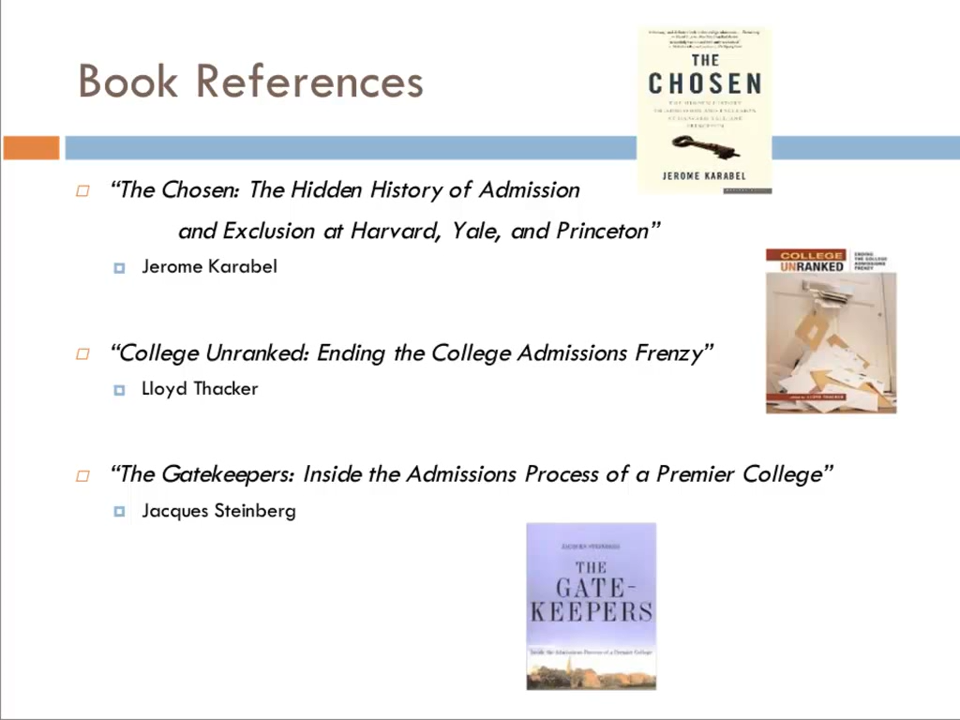 Book References
THE
CHOSEN
JEROME KARABEL
“The Chosen: The Hidden History of Admission
and Exclusion at Harvard, Yale, and Princeton”
Jerome Karabel
COLLEGE
UNRANKED
ENDING
THE COLLEGE
ADMISSIONS
FRENZY
“College Unranked: Ending the College Admissions Frenzy”
Lloyd Thacker
“The Gatekeepers: Inside the Admissions Process of a Premier College”
Jacques Steinberg
JACQUES STEINBERG
THE
GATE-
KEEPERS
Inside the Admissions Process of a Premier College